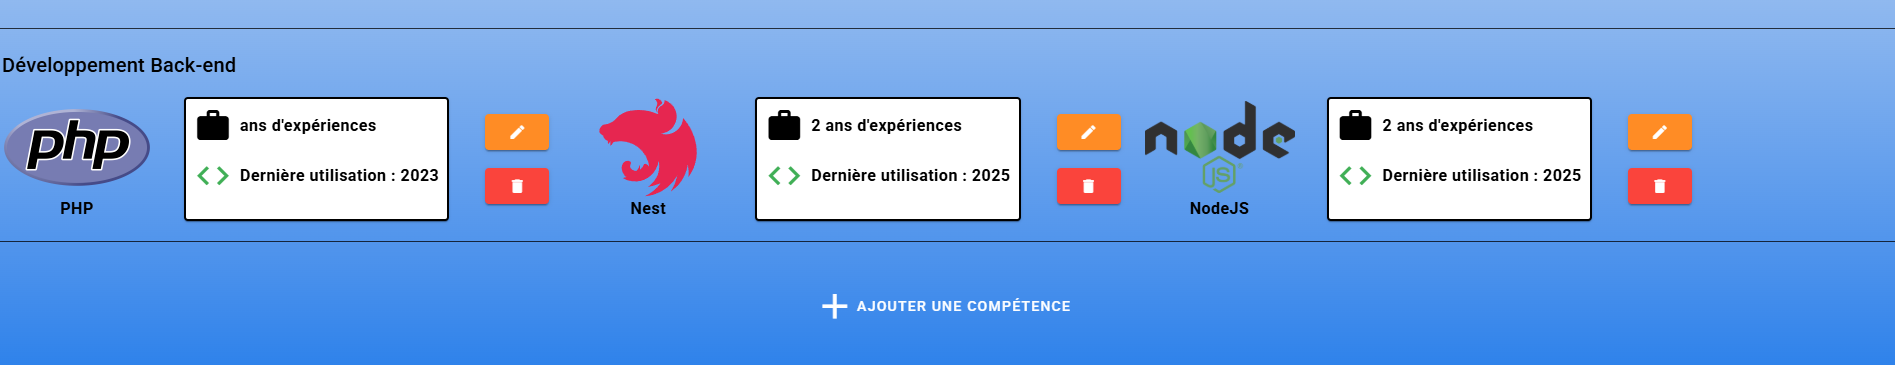 Développement Back-end
php
ans d'expériences
Dernière utilisation : 2023
PHP
2 ans d'expériences
Dernière utilisation : 2025
Nest
node
JS
2 ans d'expériences
Dernière utilisation : 2025
NodeJS
AJOUTER UNE COMPÉTENCE